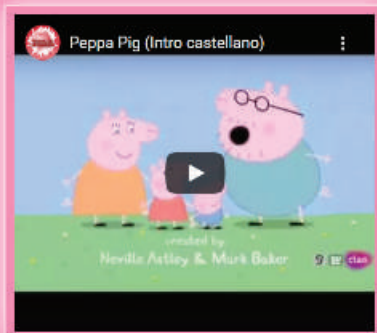 Peppa Pig (Intro castellano)
created by
Neville Astley & Mark Baker
clan